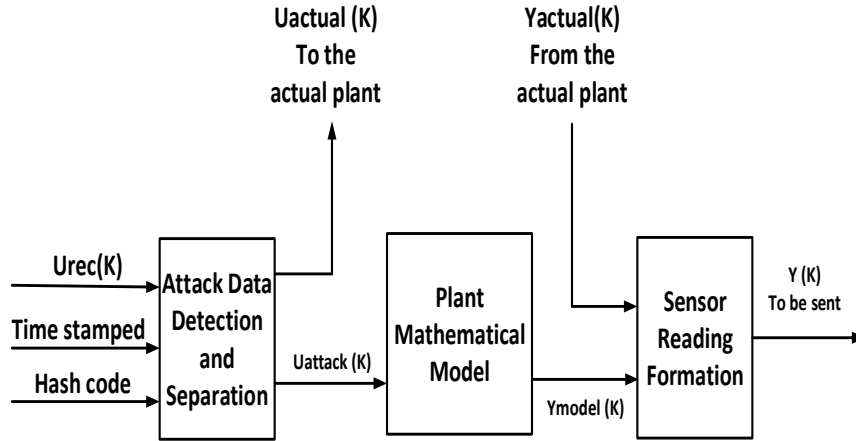 Uactual (K)
To the
actual plant
Yactual(K)
From the
actual plant
Urec(K)
Time stamped
Hash code
Attack Data
Detection
and
Separation
Uattack (K)
Plant
Mathematical
Model
Ymodel (K)
Sensor
Reading
Formation
Y (K)
To be sent